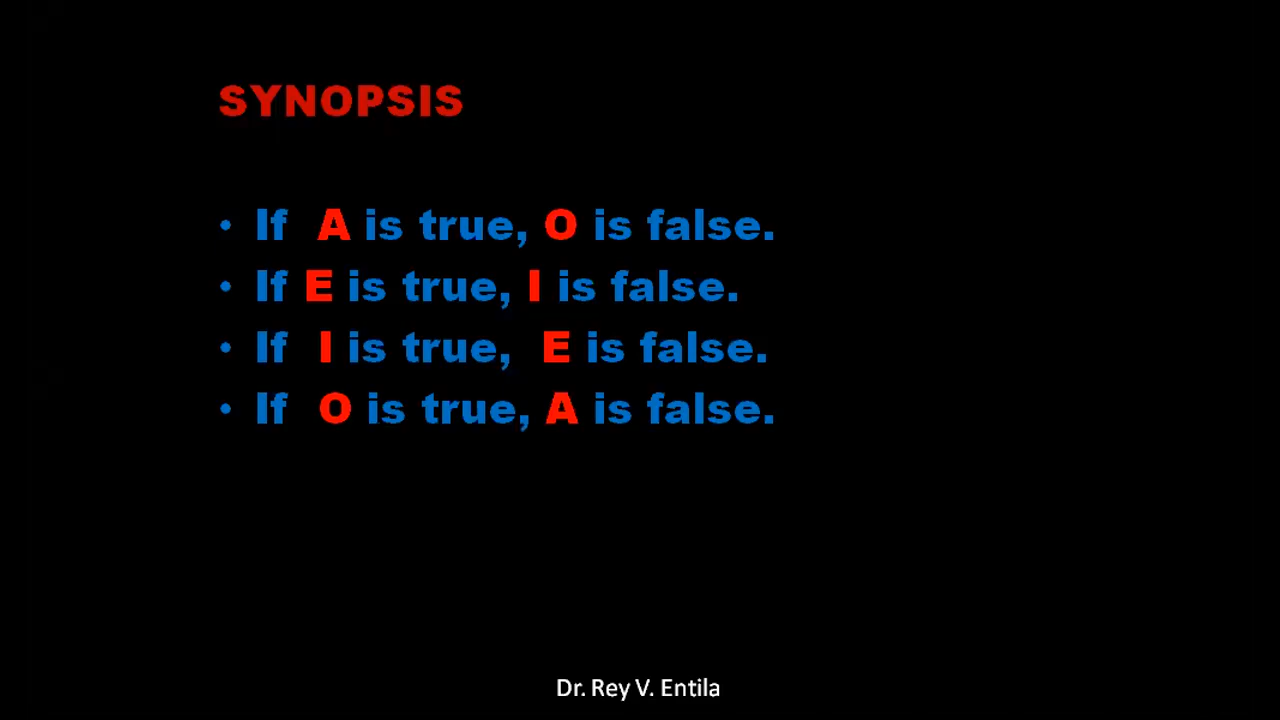 SYNOPSIS
• If A is true, O is false.
• If E is true, I is false.
• If I is true, E is false.
• If O is true, A is false.
Dr. Rey V. Entila